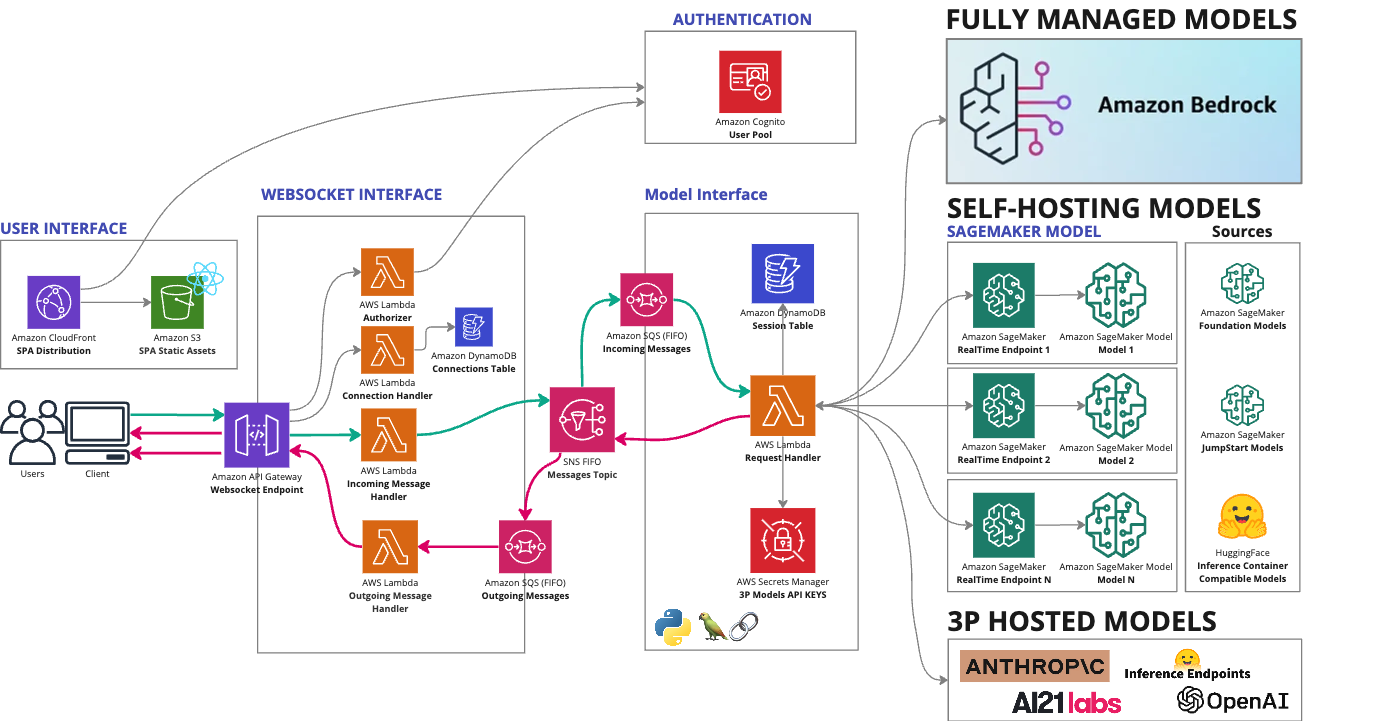 AUTHENTICATION
Amazon Cognito
User Pool
FULLY MANAGED MODELS
Amazon Bedrock
USER INTERFACE
Amazon CloudFront
SPA Distribution
Amazon S3
SPA Static Assets
Users
Client
WEBSOCKET INTERFACE
AWS Lambda
Authorizer
AWS Lambda
Connection Handler
Amazon DynamoDB
Connections Table
Amazon API Gateway
Websocket Endpoint
AWS Lambda
Incoming Message
Handler
AWS Lambda
Outgoing Message
Handler
SNS FIFO
Messages Topic
Amazon SQS (FIFO)
Outgoing Messages
Model Interface
Amazon SQS (FIFO)
Incoming Messages
Amazon DynamoDB
Session Table
AWS Lambda
Request Handler
AWS Secrets Manager
3P Models API KEYS
SELF-HOSTING MODELS
SAGEMAKER MODEL
Amazon SageMaker
RealTime Endpoint 1
Amazon SageMaker Model
Model 1
Amazon SageMaker
RealTime Endpoint 2
Amazon SageMaker Model
Model 2
Amazon SageMaker
RealTime Endpoint N
Amazon SageMaker Model
Model N
Sources
Amazon SageMaker
Foundation Models
Amazon SageMaker
JumpStart Models
HuggingFace
Inference Container
Compatible Models
3P HOSTED MODELS
ANTHROP\C
Inference Endpoints
AI21labs
OpenAI